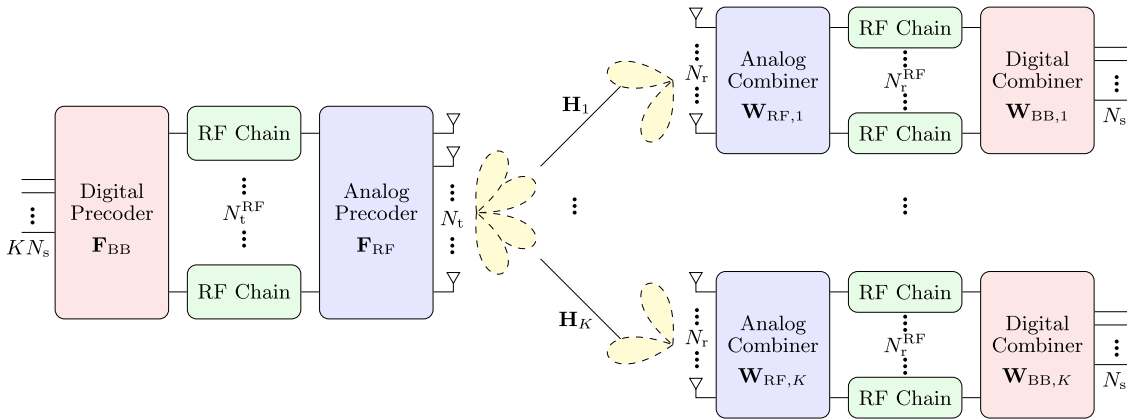 KN_s
Digital
Precoder
F_BB
RF Chain
N_t^RF
RF Chain
Analog
Precoder
F_RF
N_t
H_1
H_K
N_r
Analog
Combiner
W_RF,1
RF Chain
N_r^RF
RF Chain
Digital
Combiner
W_BB,1
N_s
N_r
Analog
Combiner
W_RF,K
RF Chain
N_r^RF
RF Chain
Digital
Combiner
W_BB,K
N_s